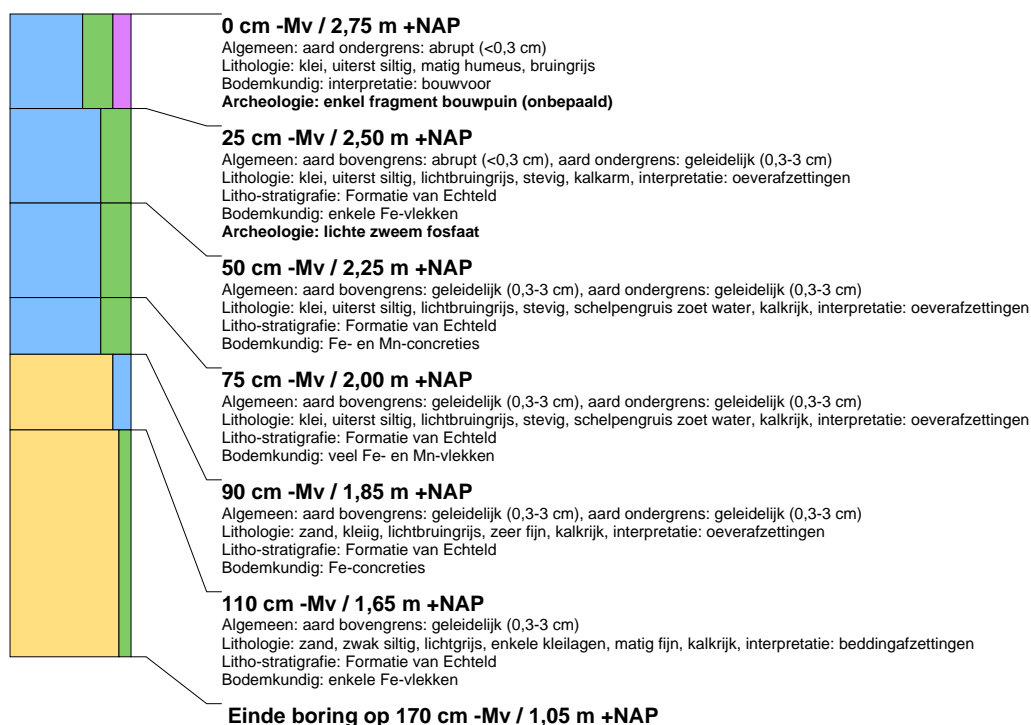 0 cm -Mv / 2,75 m +NAP
Algemeen: aard ondergrens: abrupt (<0,3 cm)
Lithologie: klei, uiterst siltig, matig humeus, bruingrijs
Bodemkundig: interpretatie: bouwvoor
Archeologie: enkel fragment bouwpuin (onbepaald)
25 cm -Mv / 2,50 m +NAP
Algemeen: aard bovengrens: abrupt (<0,3 cm), aard ondergrens: geleidelijk (0,3-3 cm)
Lithologie: klei, uiterst siltig, lichtbruingrijs, stevig, kalkarm, interpretatie: oeverafzettingen
Litho-stratigrafie: Formatie van Echteld
Bodemkundig: enkele Fe-vlekken
Archeologie: lichte zweem fosfaat
50 cm -Mv / 2,25 m +NAP
Algemeen: aard bovengrens: geleidelijk (0,3-3 cm), aard ondergrens: geleidelijk (0,3-3 cm)
Lithologie: klei, uiterst siltig, lichtbruingrijs, stevig, schelpengruis zoet water, kalkrijk, interpretatie: oeverafzettingen
Litho-stratigrafie: Formatie van Echteld
Bodemkundig: Fe- en Mn-concreties
75 cm -Mv / 2,00 m +NAP
Algemeen: aard bovengrens: geleidelijk (0,3-3 cm), aard ondergrens: geleidelijk (0,3-3 cm)
Lithologie: klei, uiterst siltig, lichtbruingrijs, stevig, schelpengruis zoet water, kalkrijk, interpretatie: oeverafzettingen
Litho-stratigrafie: Formatie van Echteld
Bodemkundig: veel Fe- en Mn-vlekken
90 cm -Mv / 1,85 m +NAP
Algemeen: aard bovengrens: geleidelijk (0,3-3 cm), aard ondergrens: geleidelijk (0,3-3 cm)
Lithologie: zand, kleiig, lichtbruingrijs, zeer fijn, kalkrijk, interpretatie: oeverafzettingen
Litho-stratigrafie: Formatie van Echteld
Bodemkundig: Fe-concreties
110 cm -Mv / 1,65 m +NAP
Algemeen: aard bovengrens: geleidelijk (0,3-3 cm)
Lithologie: zand, zwak siltig, lichtgrijs, enkele kleilagen, matig fijn, kalkrijk, interpretatie: beddingafzettingen
Litho-stratigrafie: Formatie van Echteld
Bodemkundig: enkele Fe-vlekken
Einde boring op 170 cm -Mv / 1,05 m +NAP